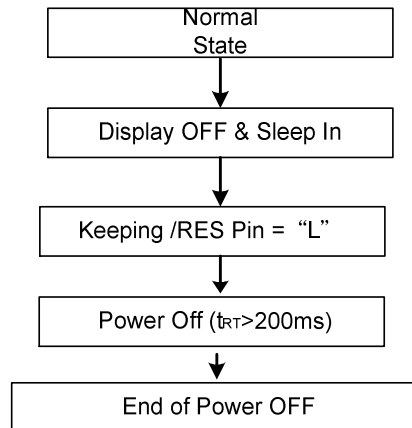 Normal
State
Display OFF & Sleep In
Keeping /RES Pin = “L”
Power Off (tRT>200ms)
End of Power OFF